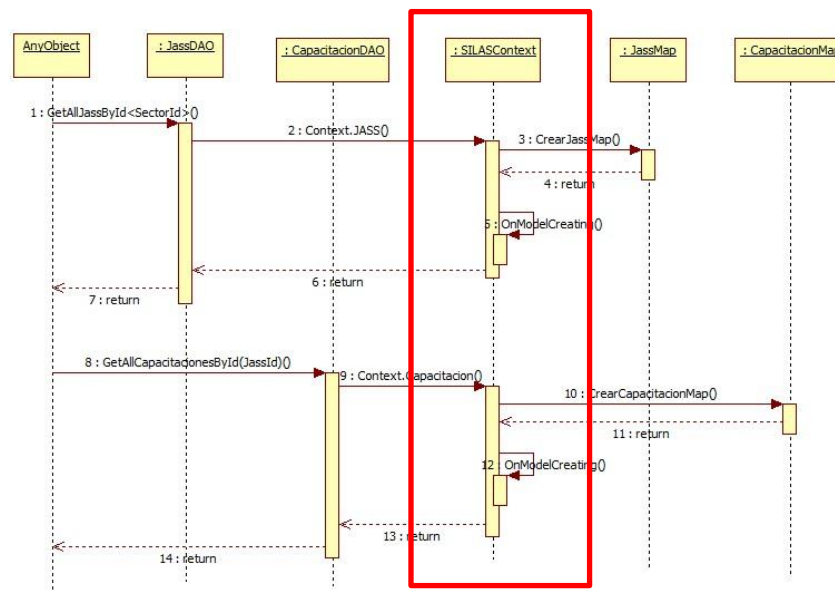 AnyObject
: JassDAO
: CapacitacionDAO
: SILASContext
: JassMap
: CapacitacionMap
1 : GetAllJassById<SectorId>()
2 : Context.JASS()
3 : CrearJassMap()
4 : return
5 : OnModelCreating()
6 : return
7 : return
8 : GetAllCapacitacionesById(JassId)()
9 : Context.Capacitacion()
10 : CrearCapacitacionMap()
11 : return
12 : OnModelCreating()
13 : return
14 : return